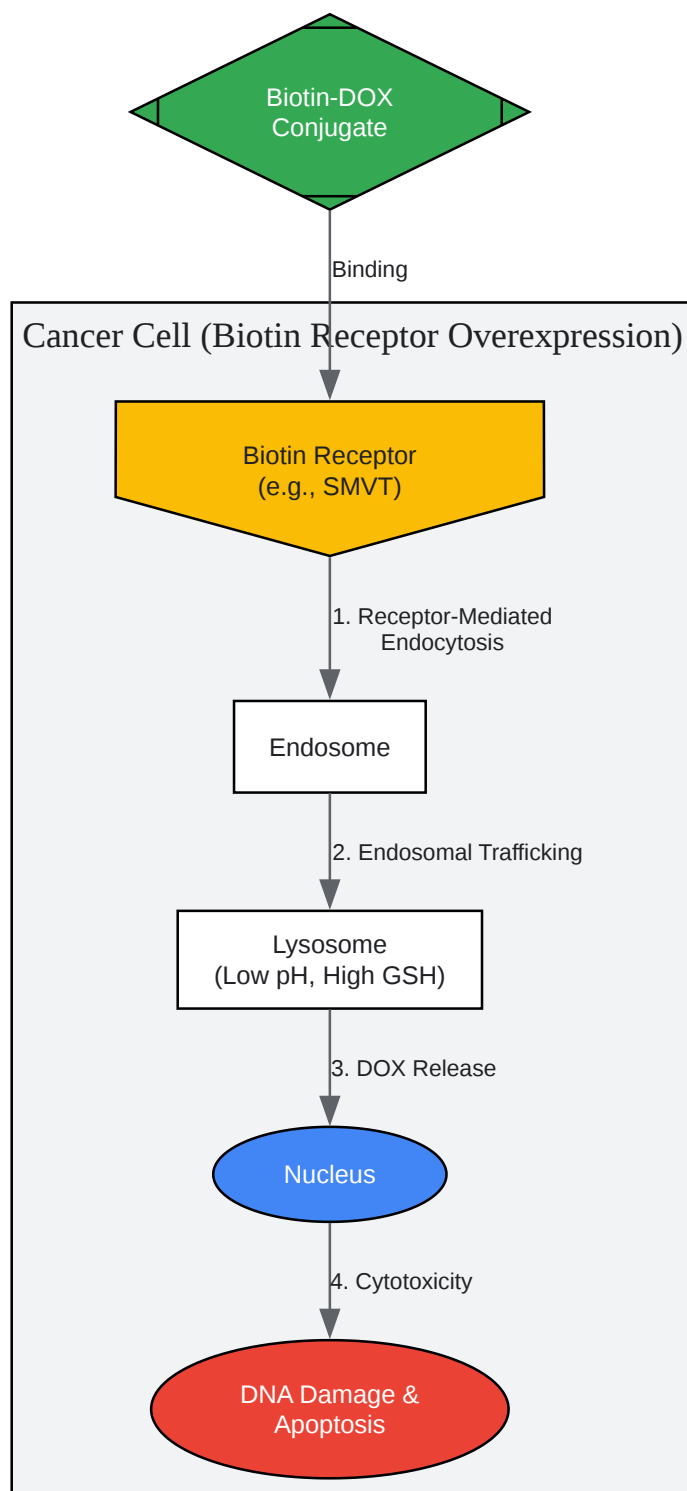 Biotin-DOX
Conjugate
Binding
Cancer Cell (Biotin Receptor Overexpression)
Biotin Receptor
(e.g., SMVT)
1. Receptor-Mediated
Endocytosis
Endosome
2. Endosomal Trafficking
Lysosome
(Low pH, High GSH)
3. DOX Release
Nucleus
4. Cytotoxicity
DNA Damage &
Apoptosis